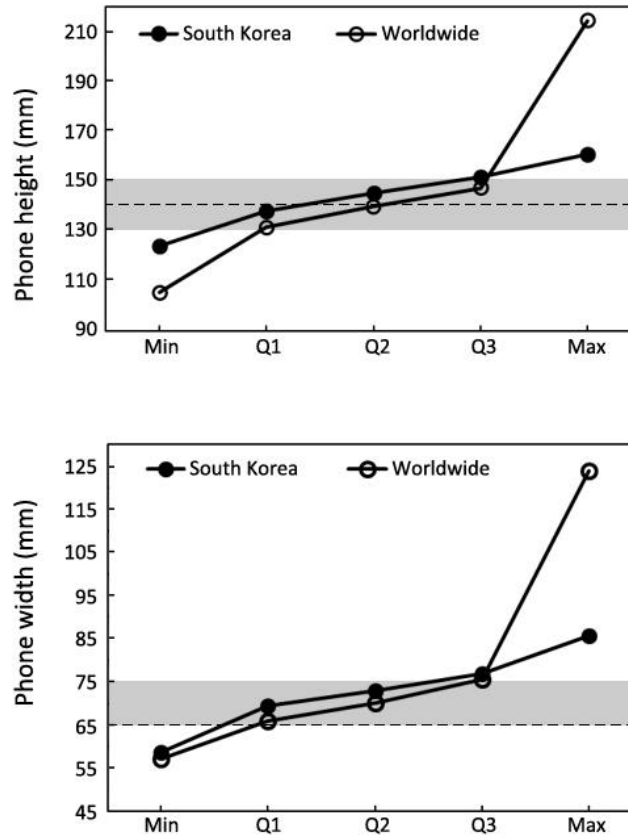 Phone height (mm)
210
190
170
150
130
110
90
South Korea Worldwide
Min Q1 Q2 Q3 Max
Phone width (mm)
125
115
105
95
85
75
65
55
45
South Korea Worldwide
Min Q1 Q2 Q3 Max